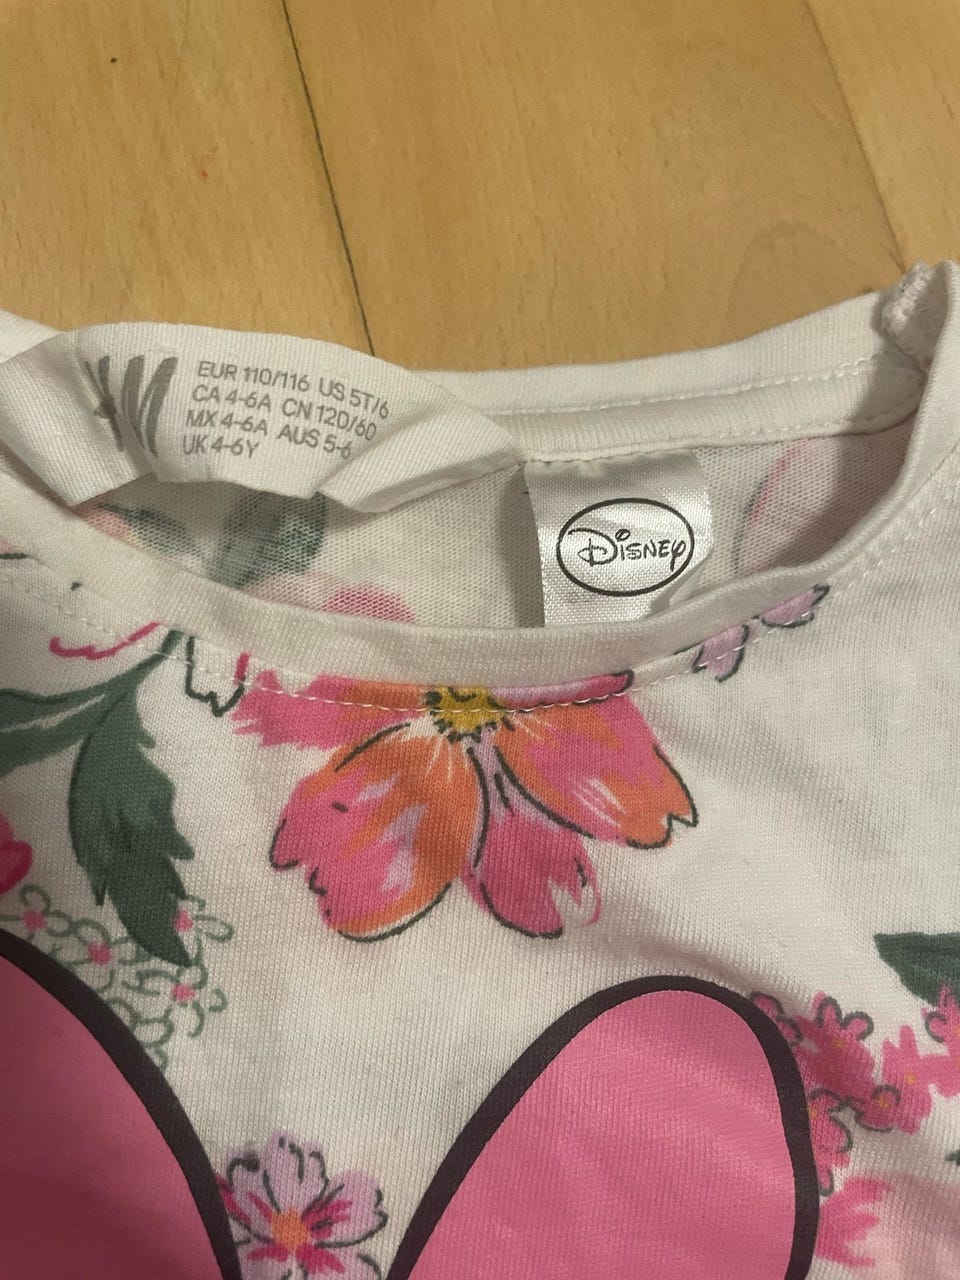 H&M
EUR 110/116 US 5T/6
CA 4-6A CN 120/60
MX 4-6A AUS 5-6
UK 4-6Y
Disney